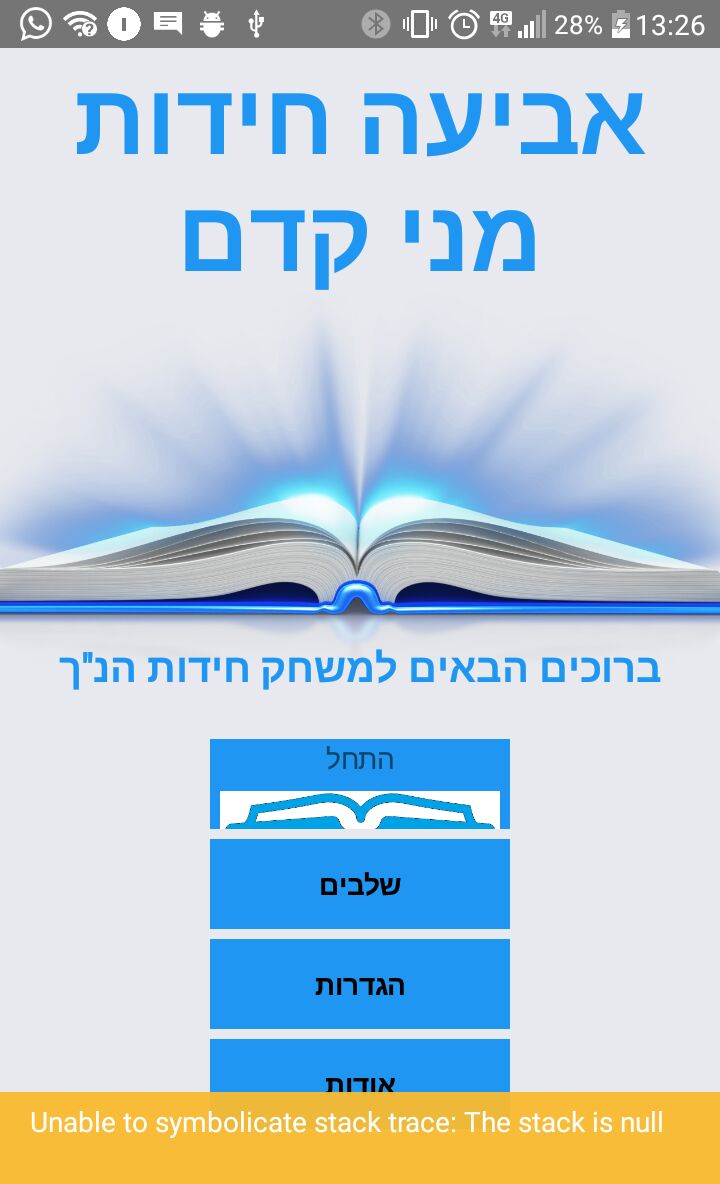 4G 28% 13:26
אביעה חידות
מני קדם
ברוכים הבאים למשחק חידות הנ"ך
התחל
שלבים
הגדרות
אודות
Unable to symbolicate stack trace: The stack is null